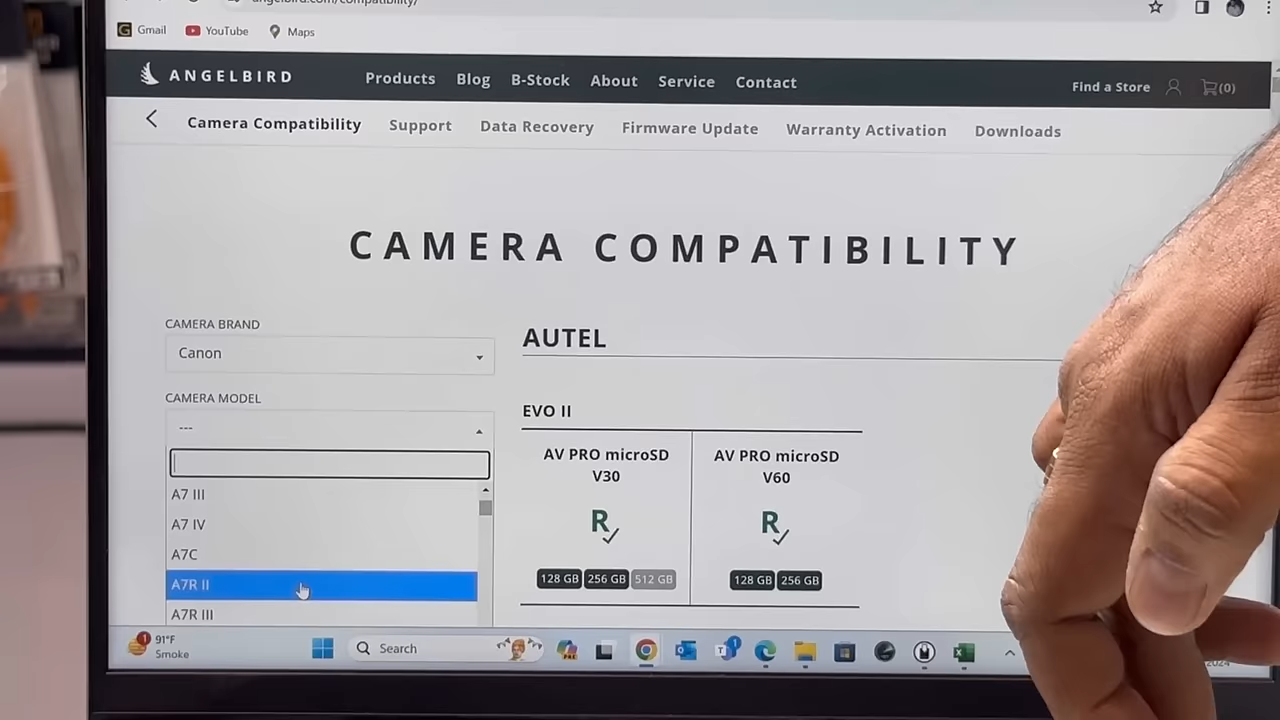 angelbird.com/compatibility/
Gmail YouTube Maps
ANGELBIRD Products Blog B-Stock About Service Contact Find a Store (0)
Camera Compatibility Support Data Recovery Firmware Update Warranty Activation Downloads
CAMERA COMPATIBILITY
CAMERA BRAND
Canon
CAMERA MODEL
---
A7 III
A7 IV
A7C
A7R II
A7R III
AUTEL
EVO II
AV PRO microSD
V30
R
128 GB 256 GB 512 GB
AV PRO microSD
V60
R
128 GB 256 GB
91°F
Smoke
Search